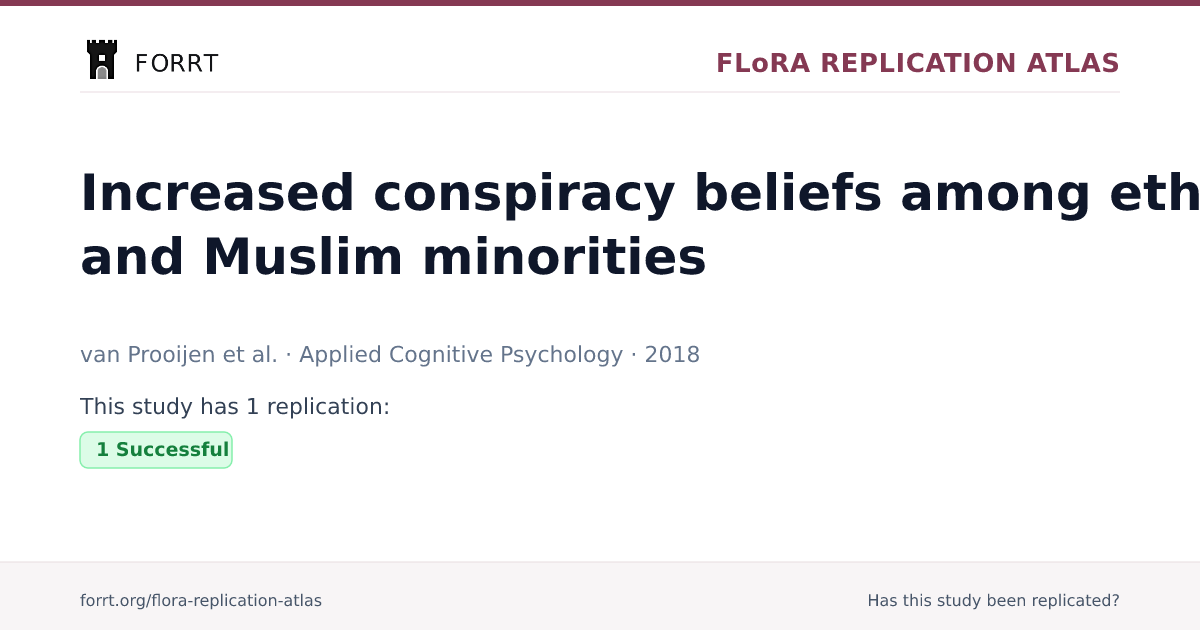 FORRT
FLoRA REPLICATION ATLAS
Increased conspiracy beliefs among eth
and Muslim minorities
van Prooijen et al. · Applied Cognitive Psychology · 2018
This study has 1 replication:
1 Successful
forrt.org/flora-replication-atlas
Has this study been replicated?